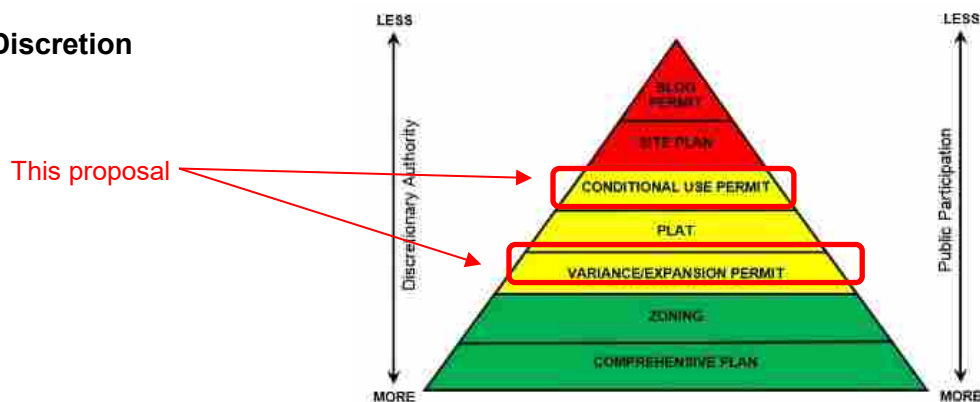 Discretion
LESS
LESS
BLDG
PERMIT
SITE PLAN
This proposal
CONDITIONAL USE PERMIT
Discretionary Authority
Public Participation
PLAT
VARIANCE/EXPANSION PERMIT
ZONING
COMPREHENSIVE PLAN
MORE
MORE